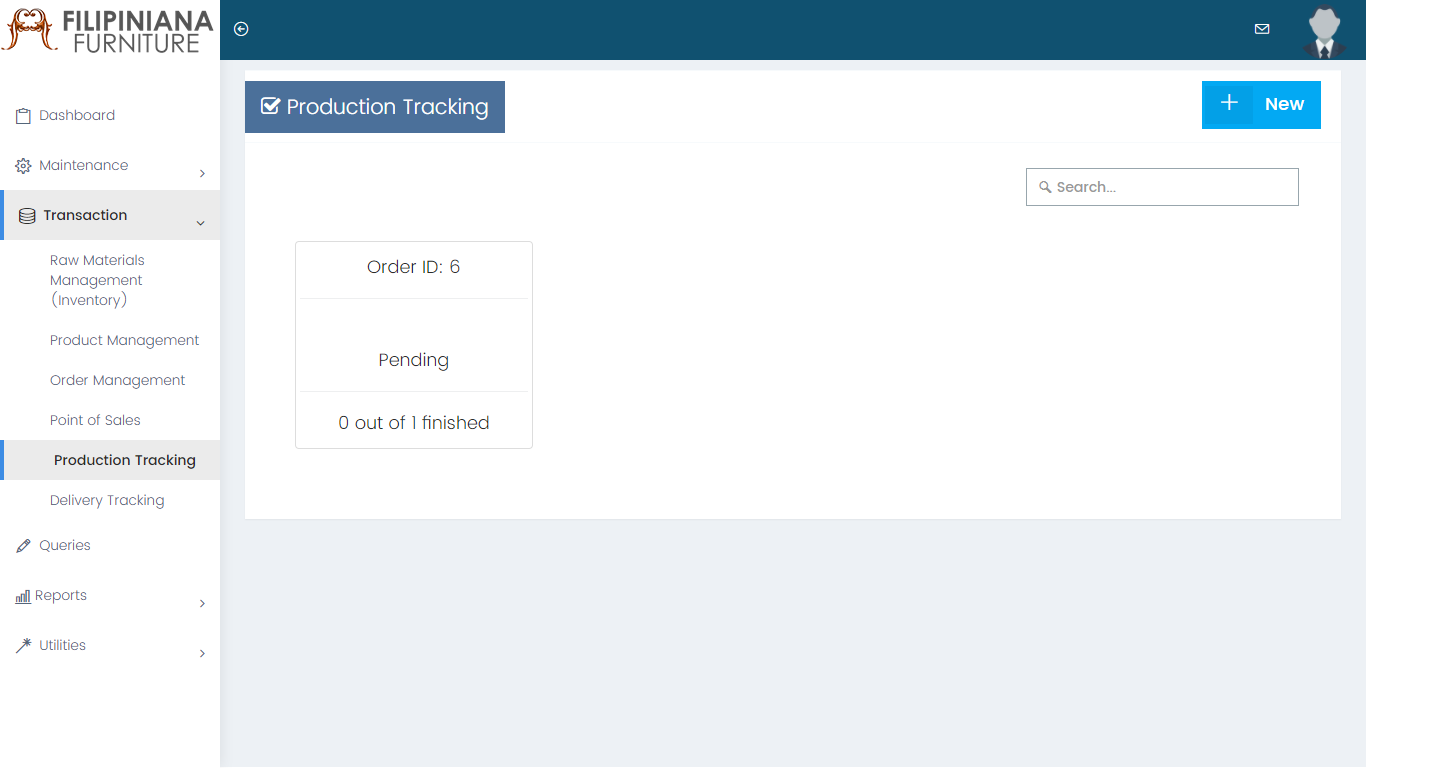 FILIPINIANA
FURNITURE
Dashboard
Maintenance
Transaction
Raw Materials
Management
(Inventory)
Product Management
Order Management
Point of Sales
Production Tracking
Delivery Tracking
Queries
Reports
Utilities
Production Tracking
New
Search...
Order ID: 6
Pending
0 out of 1 finished